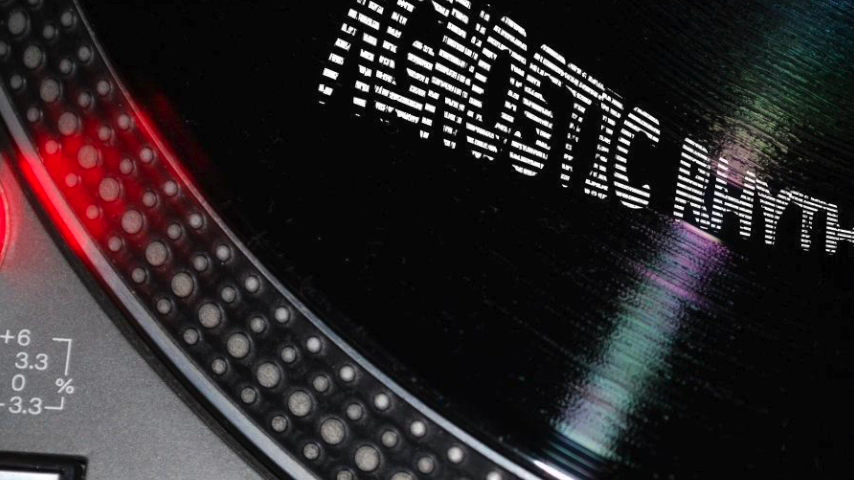 AGNOSTIC RHYTH
+6
3.3
0 %
-3.3